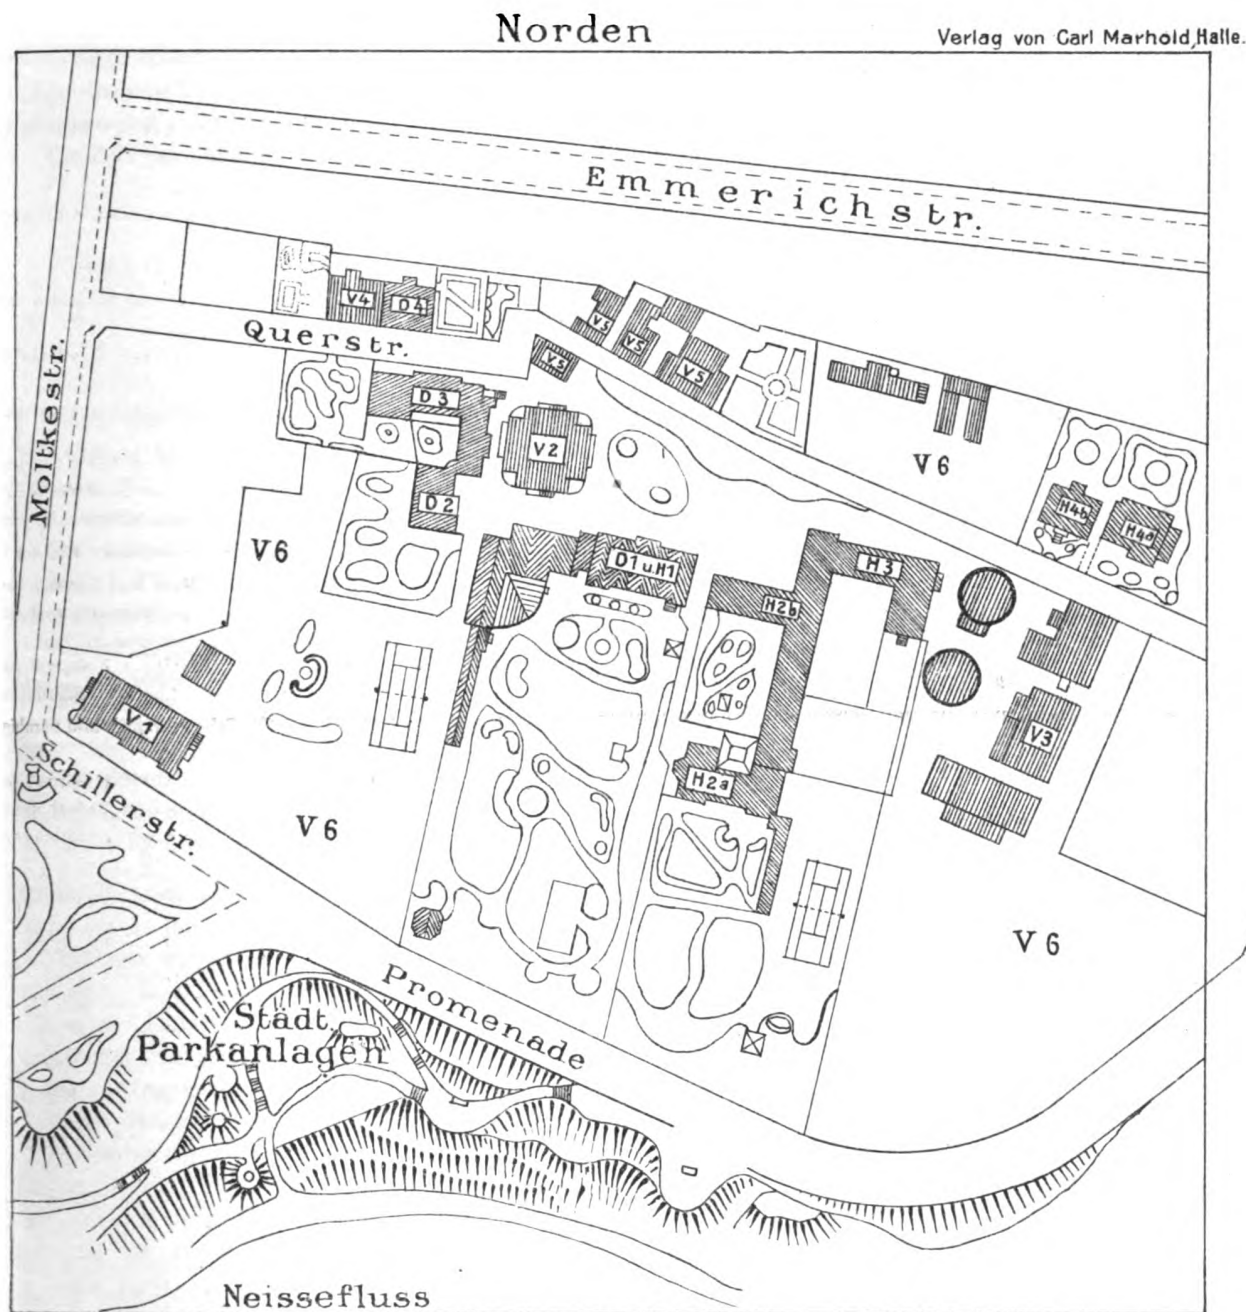 Norden
Verlag von Carl Marhold, Halle.
Emmerichstr.
V4
D4
V5
V5
V5
V5
Querstr.
Moltkestr.
D3
V2
D2
V6
V6
H4b
H4a
D1 u. H1
H3
H2b
V1
V3
H2a
Schillerstr.
V6
V6
Promenade
Städt.
Parkanlagen
Neissefluss